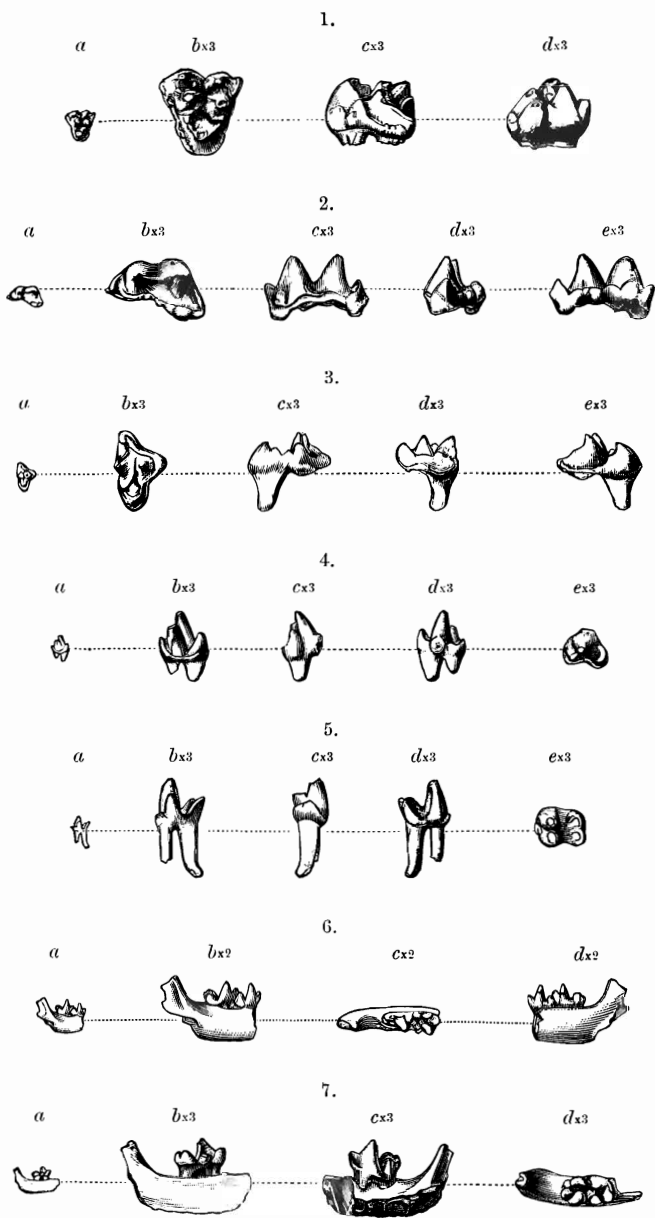 1.
a bx3 cx3 dx3
2.
a bx3 cx3 dx3 ex3
3.
a bx3 cx3 dx3 ex3
4.
a bx3 cx3 dx3 ex3
5.
a bx3 cx3 dx3 ex3
6.
a bx2 cx2 dx2
7.
a bx3 cx3 dx3